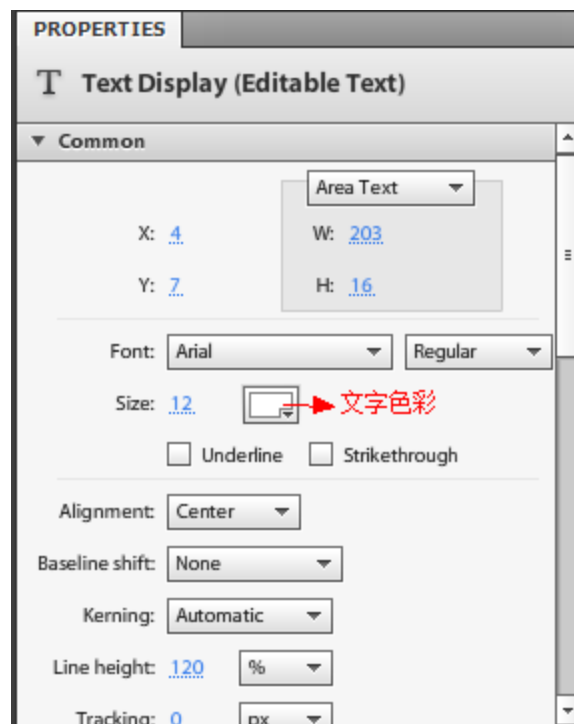 PROPERTIES
T Text Display (Editable Text)
Common
Area Text
X: 4 W: 203
Y: 7 H: 16
Font: Arial Regular
Size: 12 文字色彩
Underline Strikethrough
Alignment: Center
Baseline shift: None
Kerning: Automatic
Line height: 120 %
Tracking: 0 px